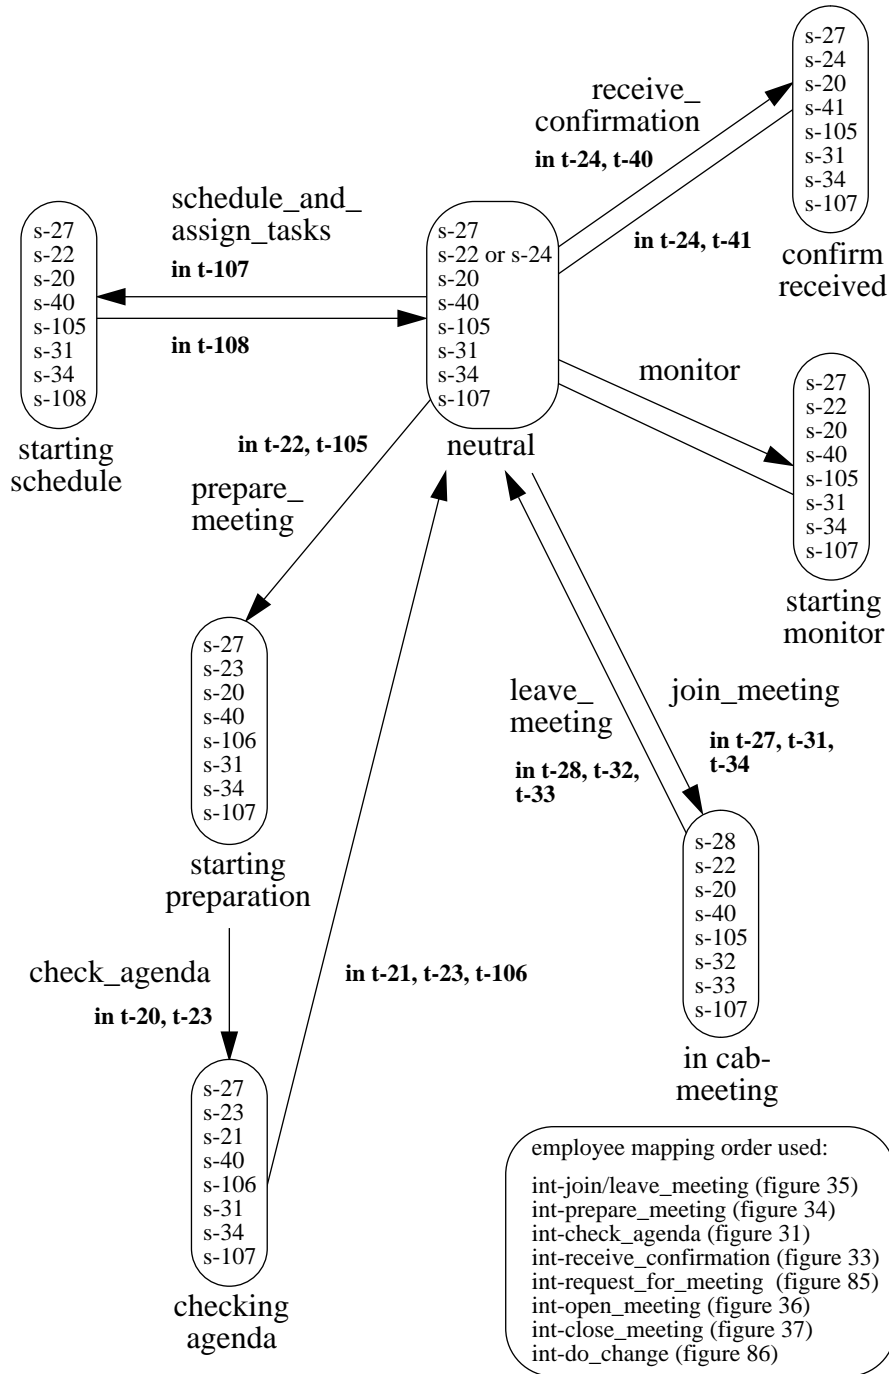 s-27
s-24
s-20
s-41
s-105
s-31
s-34
s-107
confirm
received
receive_
confirmation
in t-24, t-40
in t-24, t-41
schedule_and_
assign_tasks
in t-107
in t-108
s-27
s-22
s-20
s-40
s-105
s-31
s-34
s-108
starting
schedule
s-27
s-22 or s-24
s-20
s-40
s-105
s-31
s-34
s-107
neutral
monitor
s-27
s-22
s-20
s-40
s-105
s-31
s-34
s-107
starting
monitor
in t-22, t-105
prepare_
meeting
s-27
s-23
s-20
s-40
s-106
s-31
s-34
s-107
starting
preparation
leave_
meeting
in t-28, t-32,
t-33
join_meeting
in t-27, t-31,
t-34
s-28
s-22
s-20
s-40
s-105
s-32
s-33
s-107
in cab-
meeting
check_agenda
in t-20, t-23
in t-21, t-23, t-106
s-27
s-23
s-21
s-40
s-106
s-31
s-34
s-107
checking
agenda
employee mapping order used:
int-join/leave_meeting (figure 35)
int-prepare_meeting (figure 34)
int-check_agenda (figure 31)
int-receive_confirmation (figure 33)
int-request_for_meeting (figure 85)
int-open_meeting (figure 36)
int-close_meeting (figure 37)
int-do_change (figure 86)